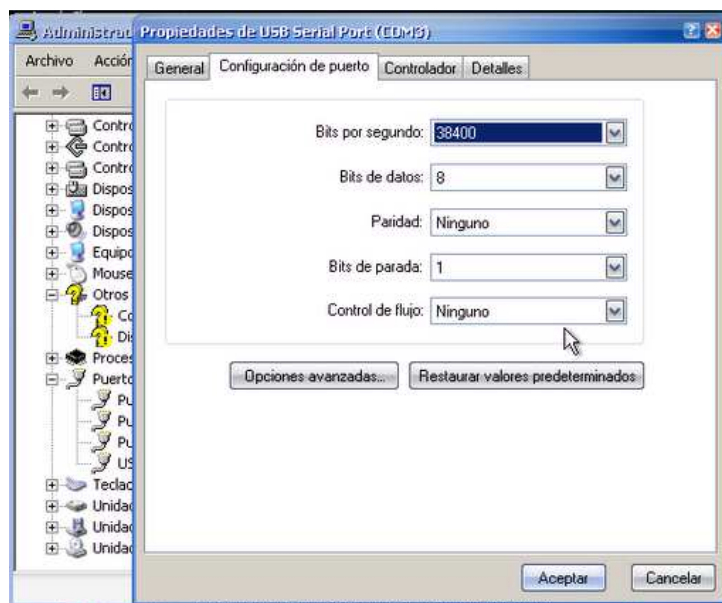 Administrad
Propiedades de USB Serial Port (COM3)
Archivo Acción
General Configuración de puerto Controlador Detalles
Bits por segundo: 38400
Bits de datos: 8
Paridad: Ninguno
Bits de parada: 1
Control de flujo: Ninguno
Opciones avanzadas... Restaurar valores predeterminados
Contro
Contro
Contro
Dispos
Dispos
Dispos
Equipo
Mouse
Otros
Co
Di
Proces
Puerto
Pu
Pu
Pu
US
Teclac
Unidad
Unidad
Unidad
Aceptar Cancelar